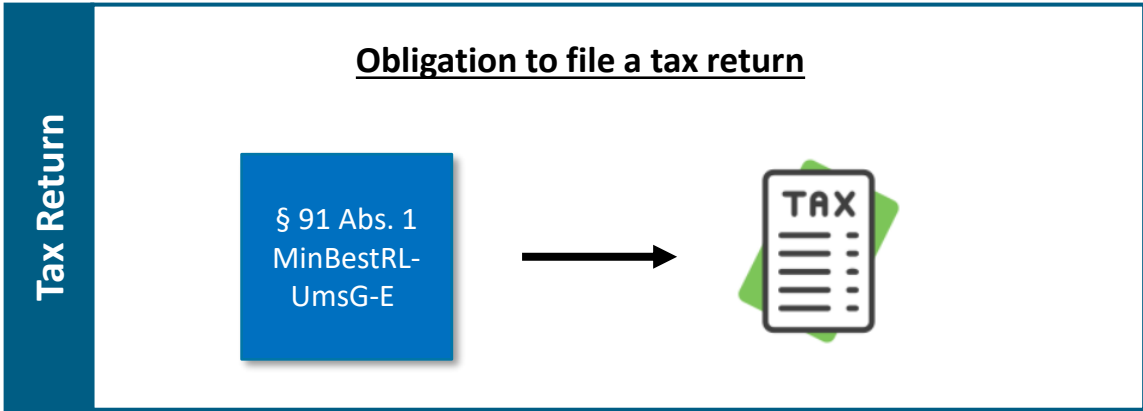 Tax Return
Obligation to file a tax return
§ 91 Abs. 1
MinBestRL-
UmsG-E
TAX